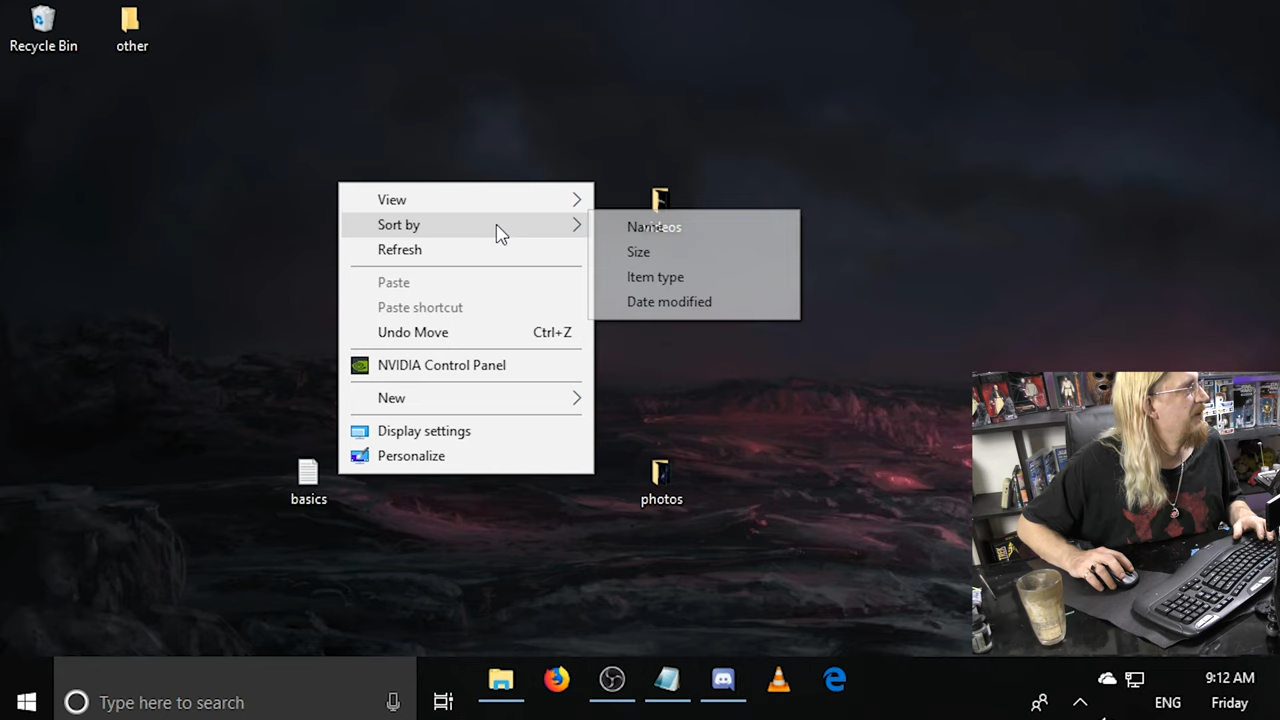 Recycle Bin
other
View
Sort by
Refresh
Paste
Paste shortcut
Undo Move Ctrl+Z
NVIDIA Control Panel
New
Display settings
Personalize
Name
Size
Item type
Date modified
basics
photos
Type here to search
9:12 AM
ENG Friday